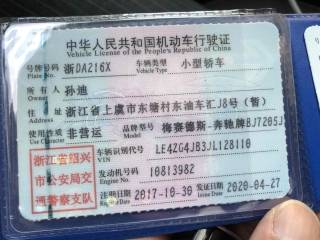 中华人民共和国机动车行驶证
Vehicle License of the People's Republic of China
号牌号码 浙DA216X 车辆类型 小型轿车
Plate No. Vehicle Type
所有人 孙迪
Owner
住址 浙江省上虞市东塘村东油车汇J8号（暂）
Address
使用性质 非营运 品牌型号 梅赛德斯-奔驰牌BJ7205J
Use Character Model
浙江省绍兴
市公安局交
通警察支队
车辆识别代号 LE4ZG4JB3JL128110
VIN
发动机号码 10813982
Engine No.
注册日期 2017-10-30 发证日期 2020-04-27
Register Date Issue Date